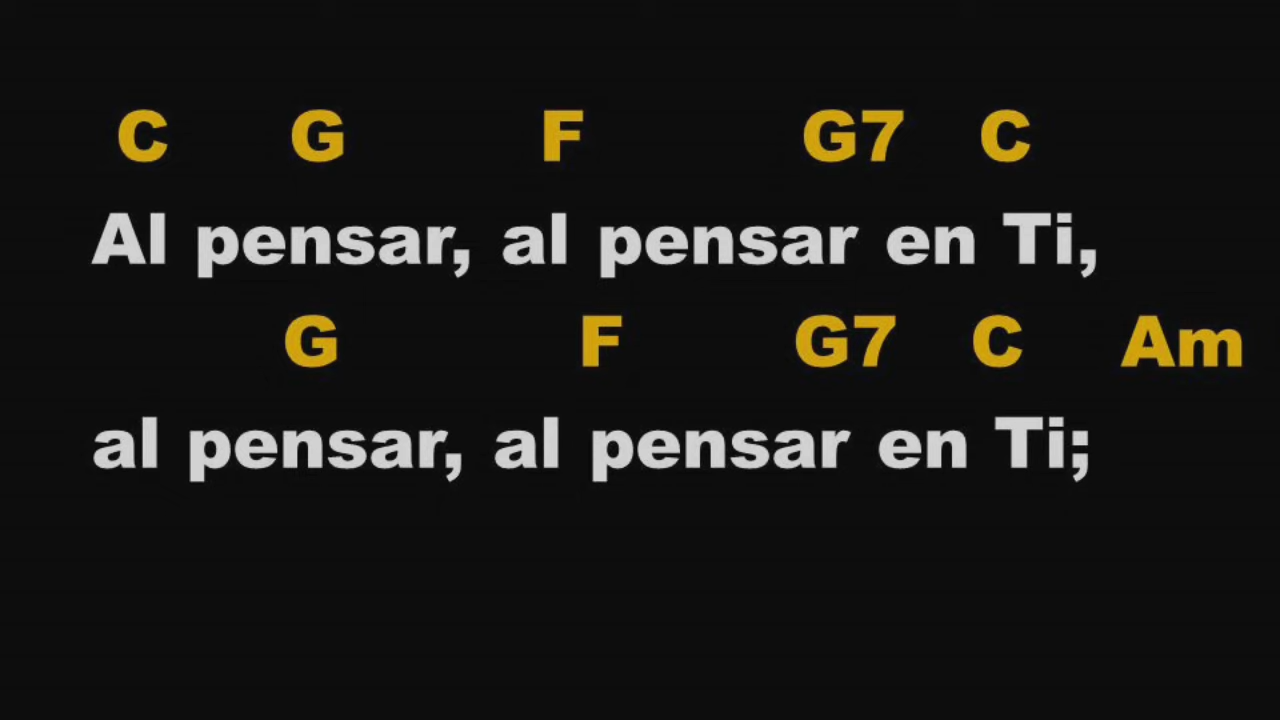 C G F G7 C
Al pensar, al pensar en Ti,
G F G7 C Am
al pensar, al pensar en Ti;